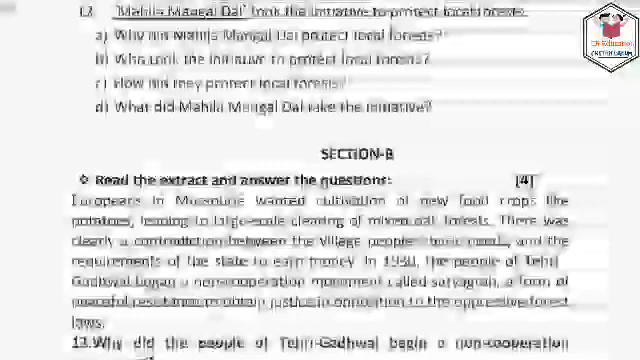 12. 'Mahila Mangal Dal' took the initiative to protect local forests.
a) Why did Mahila Mangal Dal protect local forests?
b) Who took the initiative to protect local forests?
c) How did they protect local forests?
d) What did Mahila Mangal Dal take the initiative?
SECTION-B
❖ Read the extract and answer the questions: [4]
Europeans in Mussoorie wanted cultivation of new food crops like
potatoes, leading to large-scale clearing of mixed oak forests. There was
clearly a contradiction between the village peoples' basic needs, and the
requirements of the state to earn money. In 1930, the people of Tehri
Gadhwal began a non-cooperation movement called satyagrah, a form of
peaceful resistance to obtain justice in opposition to the oppressive forest
laws.
13.Why did the people of Tehri-Gadhwal begin a non-cooperation